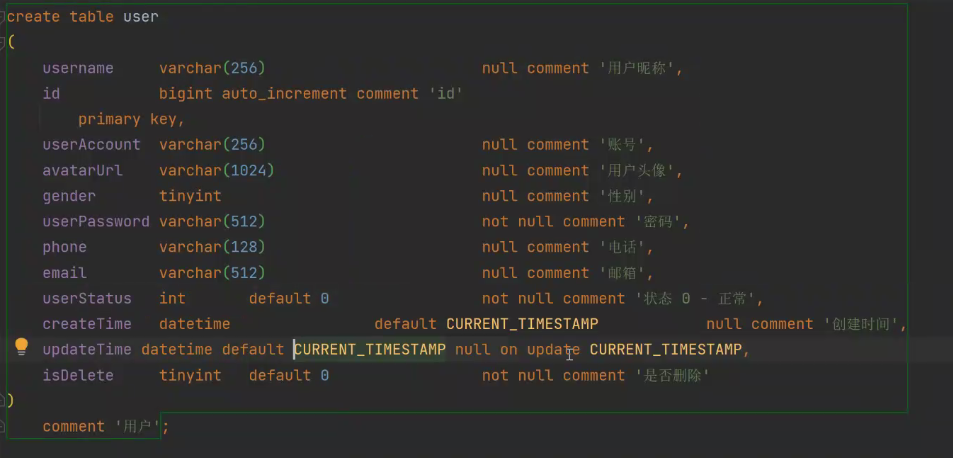 create table user
(
username varchar(256) null comment '用户昵称',
id bigint auto_increment comment 'id'
primary key,
userAccount varchar(256) null comment '账号',
avatarUrl varchar(1024) null comment '用户头像',
gender tinyint null comment '性别',
userPassword varchar(512) not null comment '密码',
phone varchar(128) null comment '电话',
email varchar(512) null comment '邮箱',
userStatus int default 0 not null comment '状态 0 - 正常',
createTime datetime default CURRENT_TIMESTAMP null comment '创建时间',
updateTime datetime default CURRENT_TIMESTAMP null on update CURRENT_TIMESTAMP,
isDelete tinyint default 0 not null comment '是否删除'
)
comment '用户';